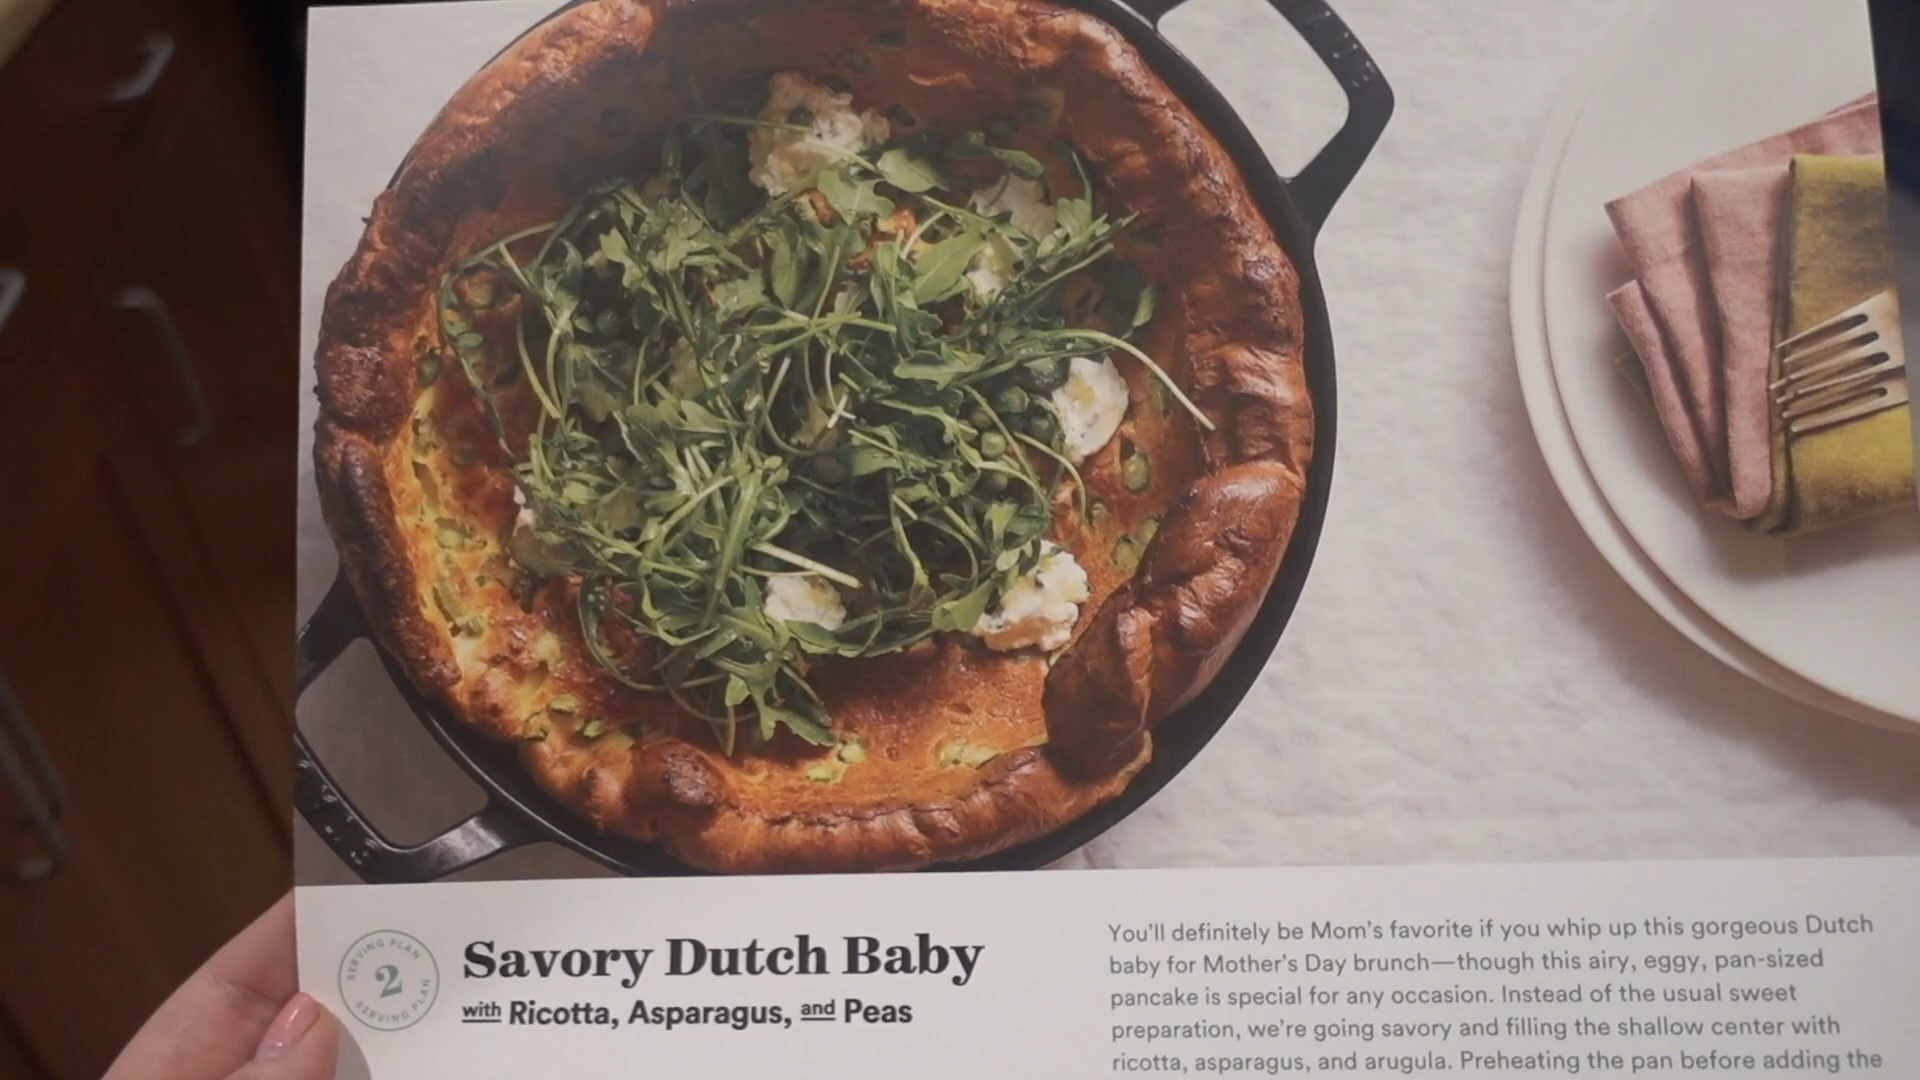 SERVING PLAN
2
SERVING PLAN
Savory Dutch Baby
with Ricotta, Asparagus, and Peas
You'll definitely be Mom's favorite if you whip up this gorgeous Dutch
baby for Mother's Day brunch—though this airy, eggy, pan-sized
pancake is special for any occasion. Instead of the usual sweet
preparation, we're going savory and filling the shallow center with
ricotta, asparagus, and arugula. Preheating the pan before adding the